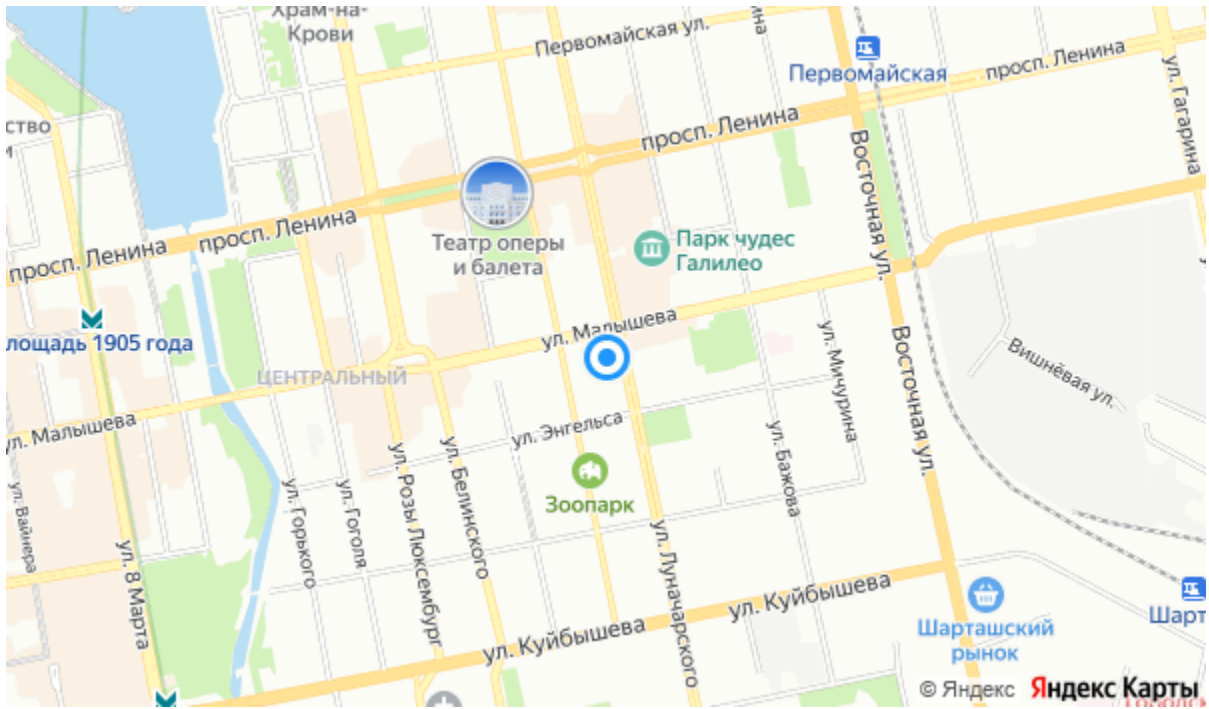 Храм-на-
Крови
Первомайская ул.
Первомайская
просп. Ленина
ул. Гагарина
ство
и
просп. Ленина
Восточная ул.
просп. Ленина
просп. Ленина
Театр оперы
и балета
Парк чудес
Галилео
лощадь 1905 года
ул. Малышева
ЦЕНТРАЛЬНЫЙ
ул. Мичурина
Восточная ул.
Вишнёвая ул.
ул. Малышева
ул. Энгельса
ул. Бажова
Зоопарк
ул. Вайнера
ул. 8 Марта
ул. Горького
ул. Гоголя
ул. Розы Люксембург
ул. Белинского
ул. Луначарского
ул. Куйбышева
ул. Куйбышева
Шарташский
рынок
Шарт
© Яндекс Яндекс Карты